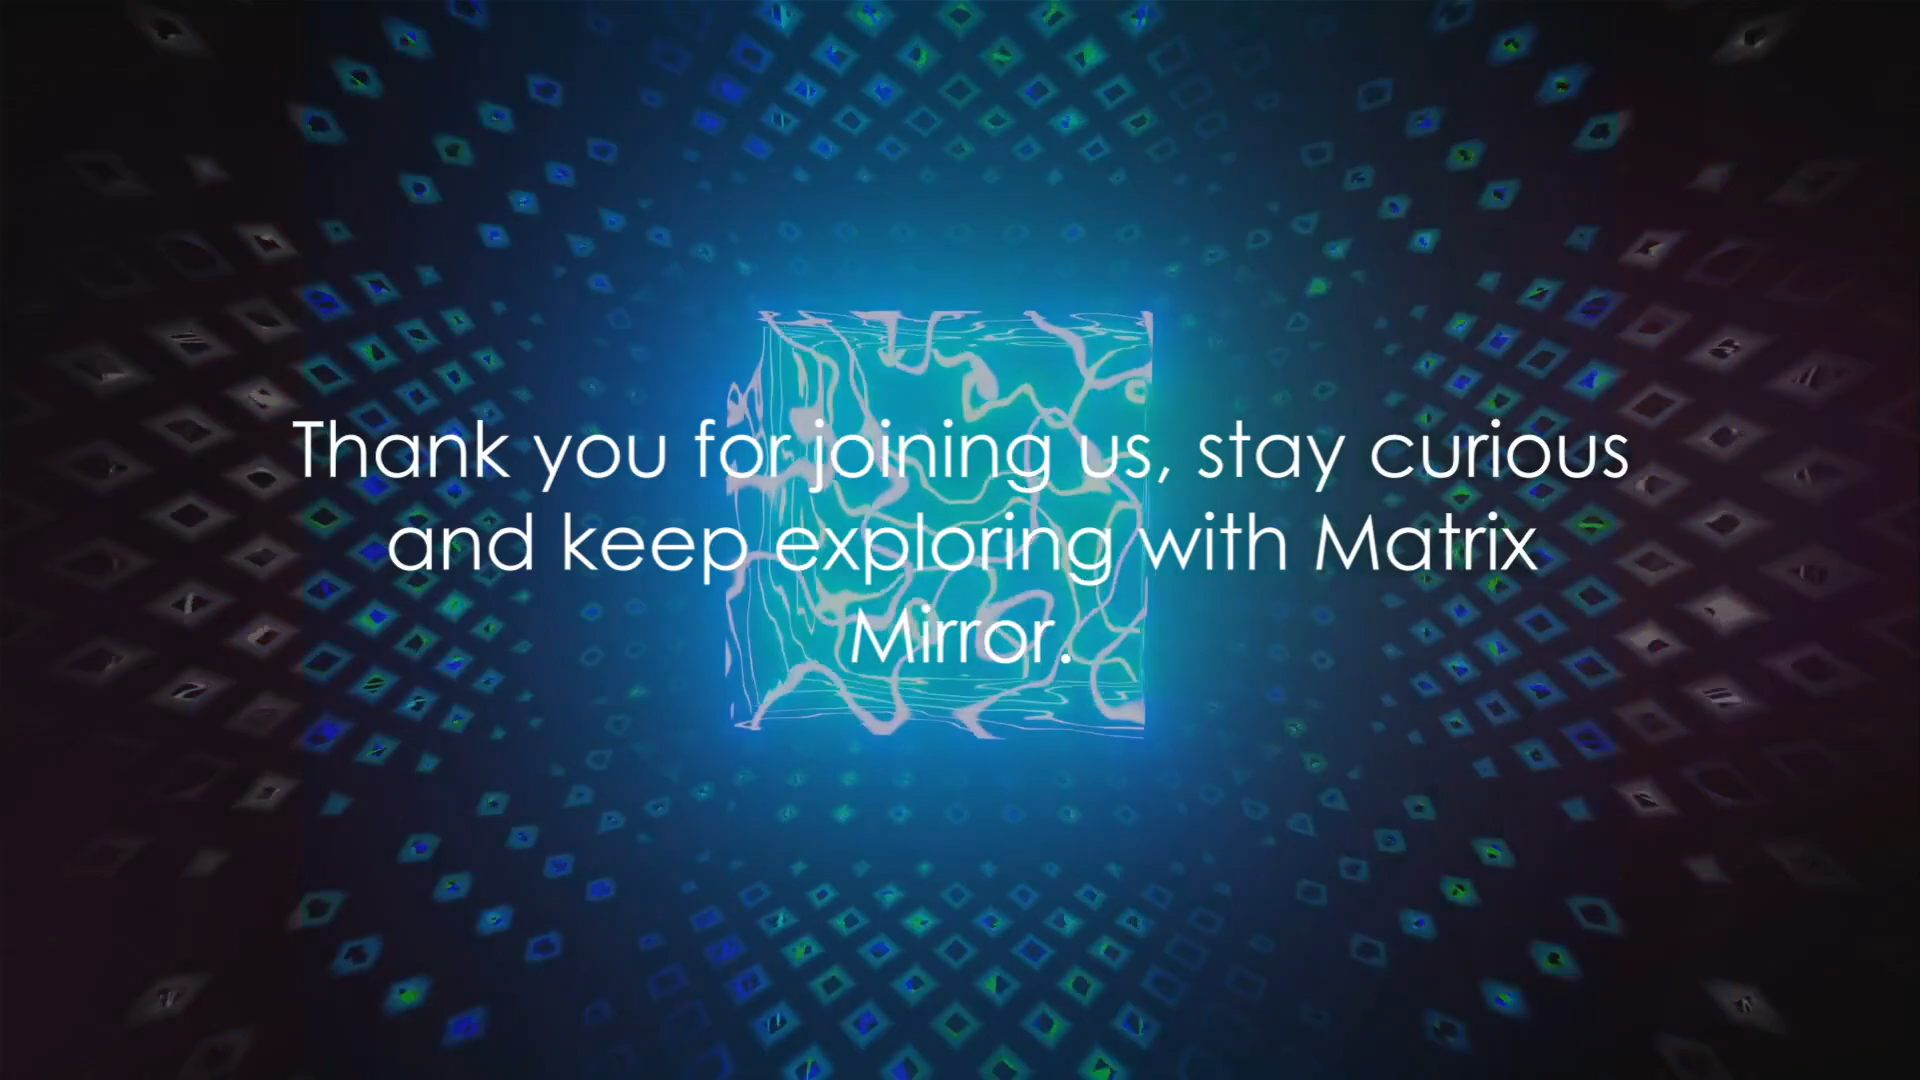 Thank you for joining us, stay curious
and keep exploring with Matrix
Mirror.